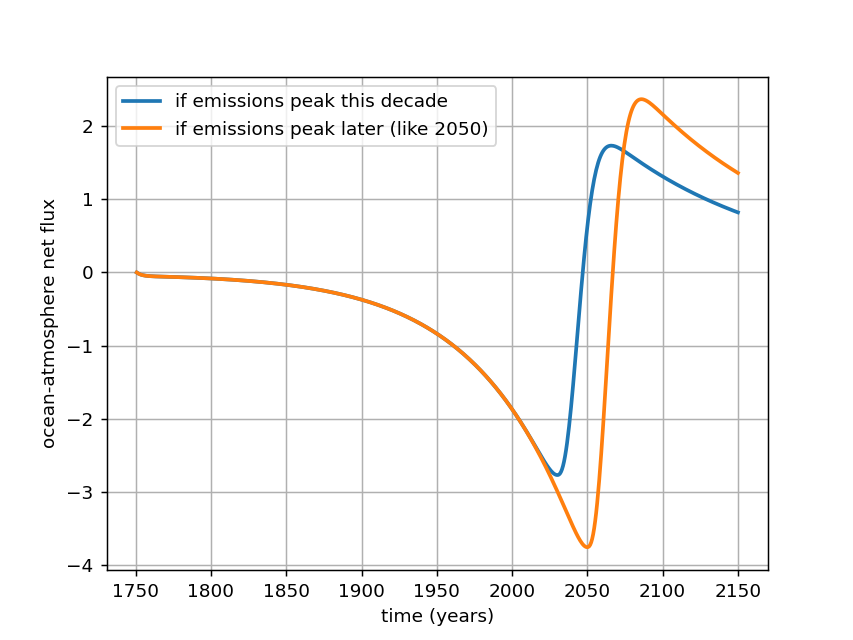 if emissions peak this decade
if emissions peak later (like 2050)
ocean-atmosphere net flux
2
1
0
−1
−2
−3
−4
1750 1800 1850 1900 1950 2000 2050 2100 2150
time (years)